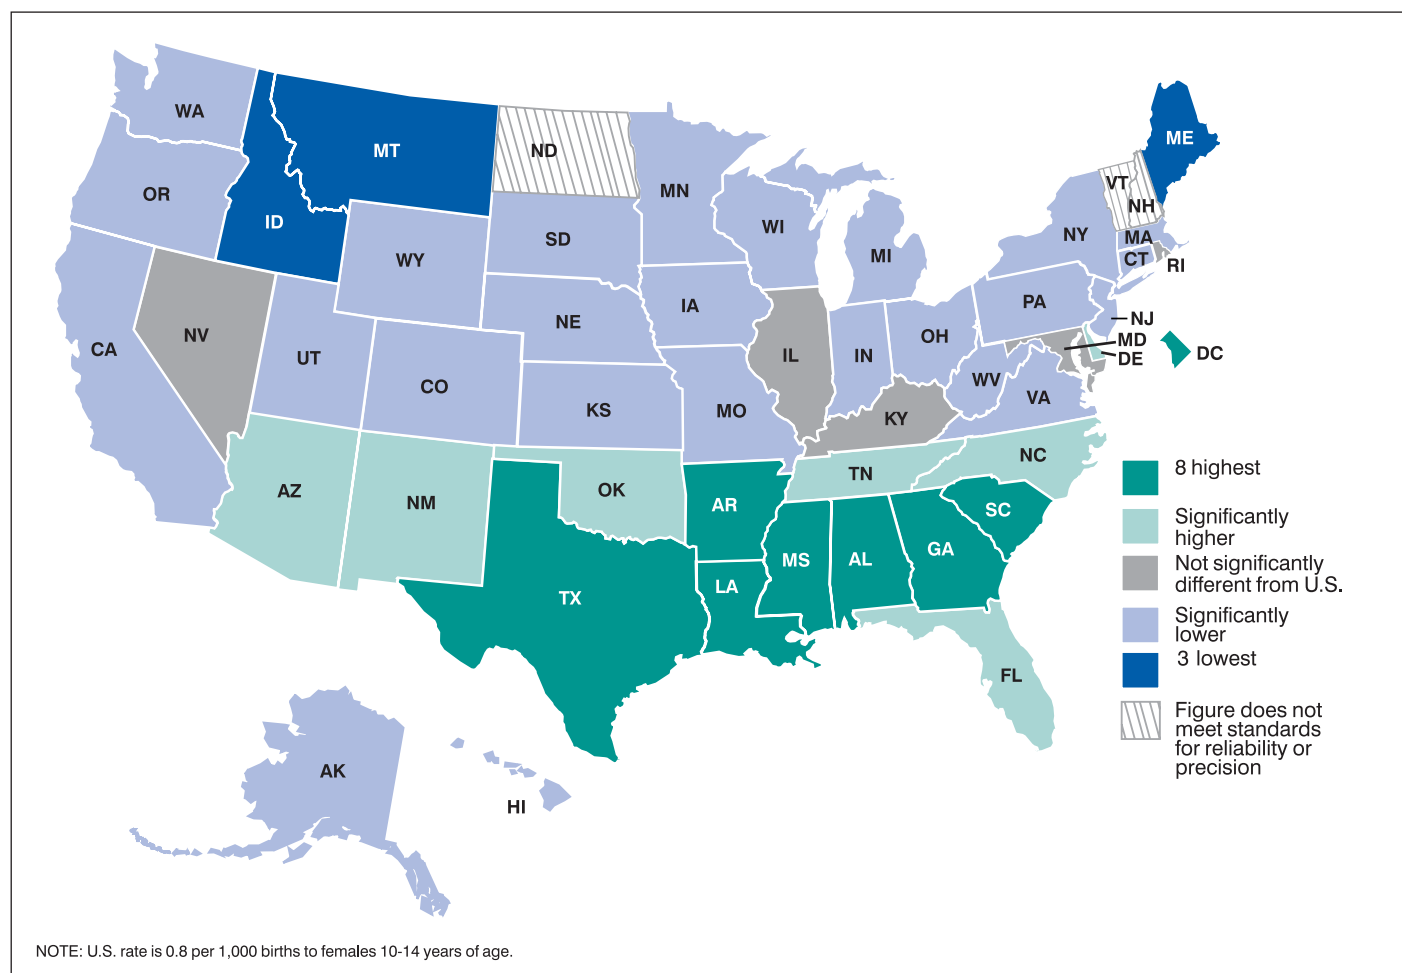 WA
MT
ND
ME
OR
ID
MN
VT
NH
WI
SD
NY
MA
WY
MI
CT
RI
IA
PA
NE
NJ
NV
OH
MD
CA
UT
IL
IN
DE
DC
CO
WV
KS
MO
VA
KY
NC
TN
AZ
NM
OK
AR
SC
GA
MS
AL
LA
TX
FL
AK
HI
8 highest
Significantly
higher
Not significantly
different from U.S.
Significantly
lower
3 lowest
Figure does not
meet standards
for reliability or
precision
NOTE: U.S. rate is 0.8 per 1,000 births to females 10-14 years of age.